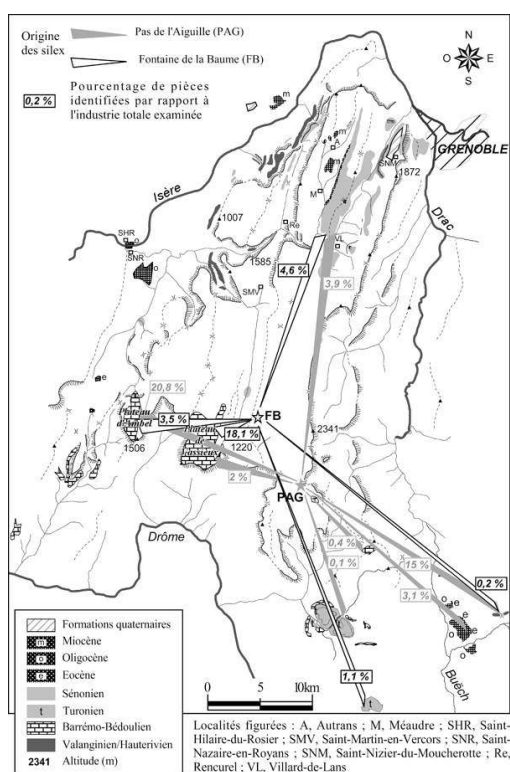 Origine
des silex
Pas de l'Aiguille (PAG)
Fontaine de la Baume (FB)
0,2 %
Pourcentage de pièces
identifiées par rapport à
l'industrie totale examinée
N
O
E
S
GRENOBLE
Isère
Drac
m
m
A
m
SNM
1872
M
1007
Re
VL
SHR
o
SNR
o
1585
SMV
4,6 %
3,9 %
e
20,8 %
Plateau
d'Ambel
3,5 %
FB
18,1 %
Plateau
de
Vassieux
1506
1220
2341
2 %
PAG
Drôme
0,4 %
0,1 %
15 %
3,1 %
0,2 %
o
e
e
o
e
o
Buëch
1,1 %
t
0
5
10km
Formations quaternaires
m
Miocène
o
Oligocène
e
Eocène
Sénonien
t
Turonien
Barrémo-Bédoulien
Valanginien/Hauterivien
2341
Altitude (m)
Localités figurées : A, Autrans ; M, Méaudre ; SHR, Saint-
Hilaire-du-Rosier ; SMV, Saint-Martin-en-Vercors ; SNR, Saint-
Nazaire-en-Royans ; SNM, Saint-Nizier-du-Moucherotte ; Re,
Rencurel ; VL, Villard-de-Lans